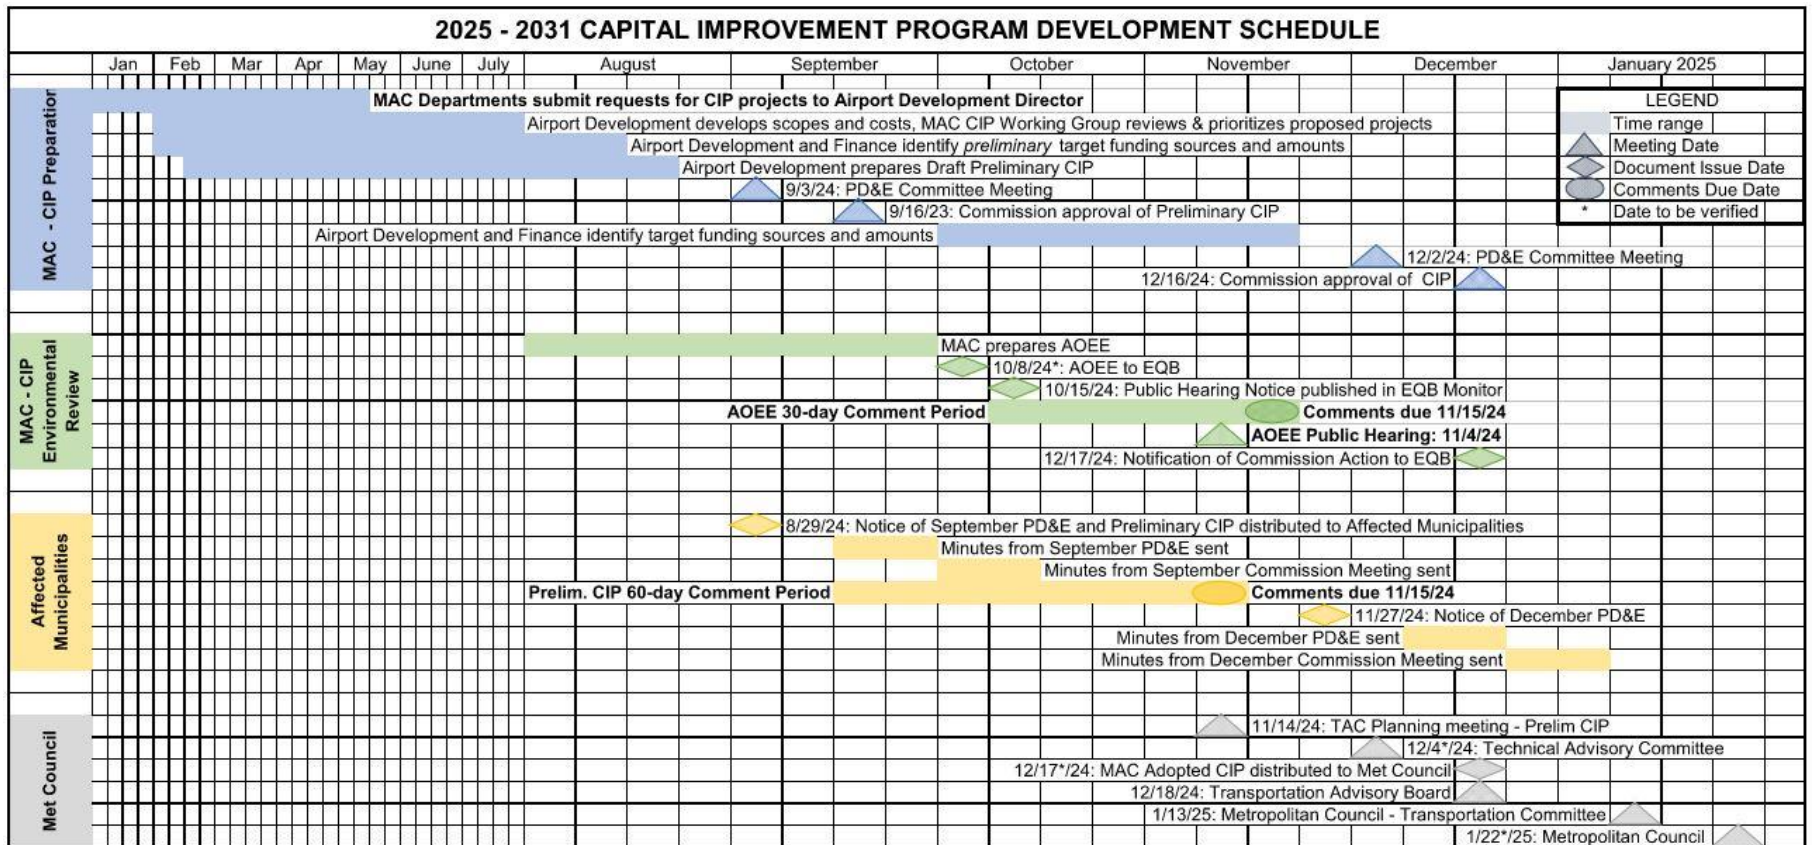 2025 - 2031 CAPITAL IMPROVEMENT PROGRAM DEVELOPMENT SCHEDULE
Jan Feb Mar Apr May June July August September October November December January 2025
MAC - CIP Preparation
MAC Departments submit requests for CIP projects to Airport Development Director
Airport Development develops scopes and costs, MAC CIP Working Group reviews & prioritizes proposed projects
Airport Development and Finance identify preliminary target funding sources and amounts
Airport Development prepares Draft Preliminary CIP
9/3/24: PD&E Committee Meeting
9/16/23: Commission approval of Preliminary CIP
Airport Development and Finance identify target funding sources and amounts
12/2/24: PD&E Committee Meeting
12/16/24: Commission approval of CIP
LEGEND
Time range
Meeting Date
Document Issue Date
Comments Due Date
* Date to be verified
MAC - CIP
Environmental
Review
MAC prepares AOEE
10/8/24*: AOEE to EQB
10/15/24: Public Hearing Notice published in EQB Monitor
AOEE 30-day Comment Period Comments due 11/15/24
AOEE Public Hearing: 11/4/24
12/17/24: Notification of Commission Action to EQB
Affected
Municipalities
8/29/24: Notice of September PD&E and Preliminary CIP distributed to Affected Municipalities
Minutes from September PD&E sent
Minutes from September Commission Meeting sent
Prelim. CIP 60-day Comment Period Comments due 11/15/24
11/27/24: Notice of December PD&E
Minutes from December PD&E sent
Minutes from December Commission Meeting sent
Met Council
11/14/24: TAC Planning meeting - Prelim CIP
12/4*/24: Technical Advisory Committee
12/17*/24: MAC Adopted CIP distributed to Met Council
12/18/24: Transportation Advisory Board
1/13/25: Metropolitan Council - Transportation Committee
1/22*/25: Metropolitan Council